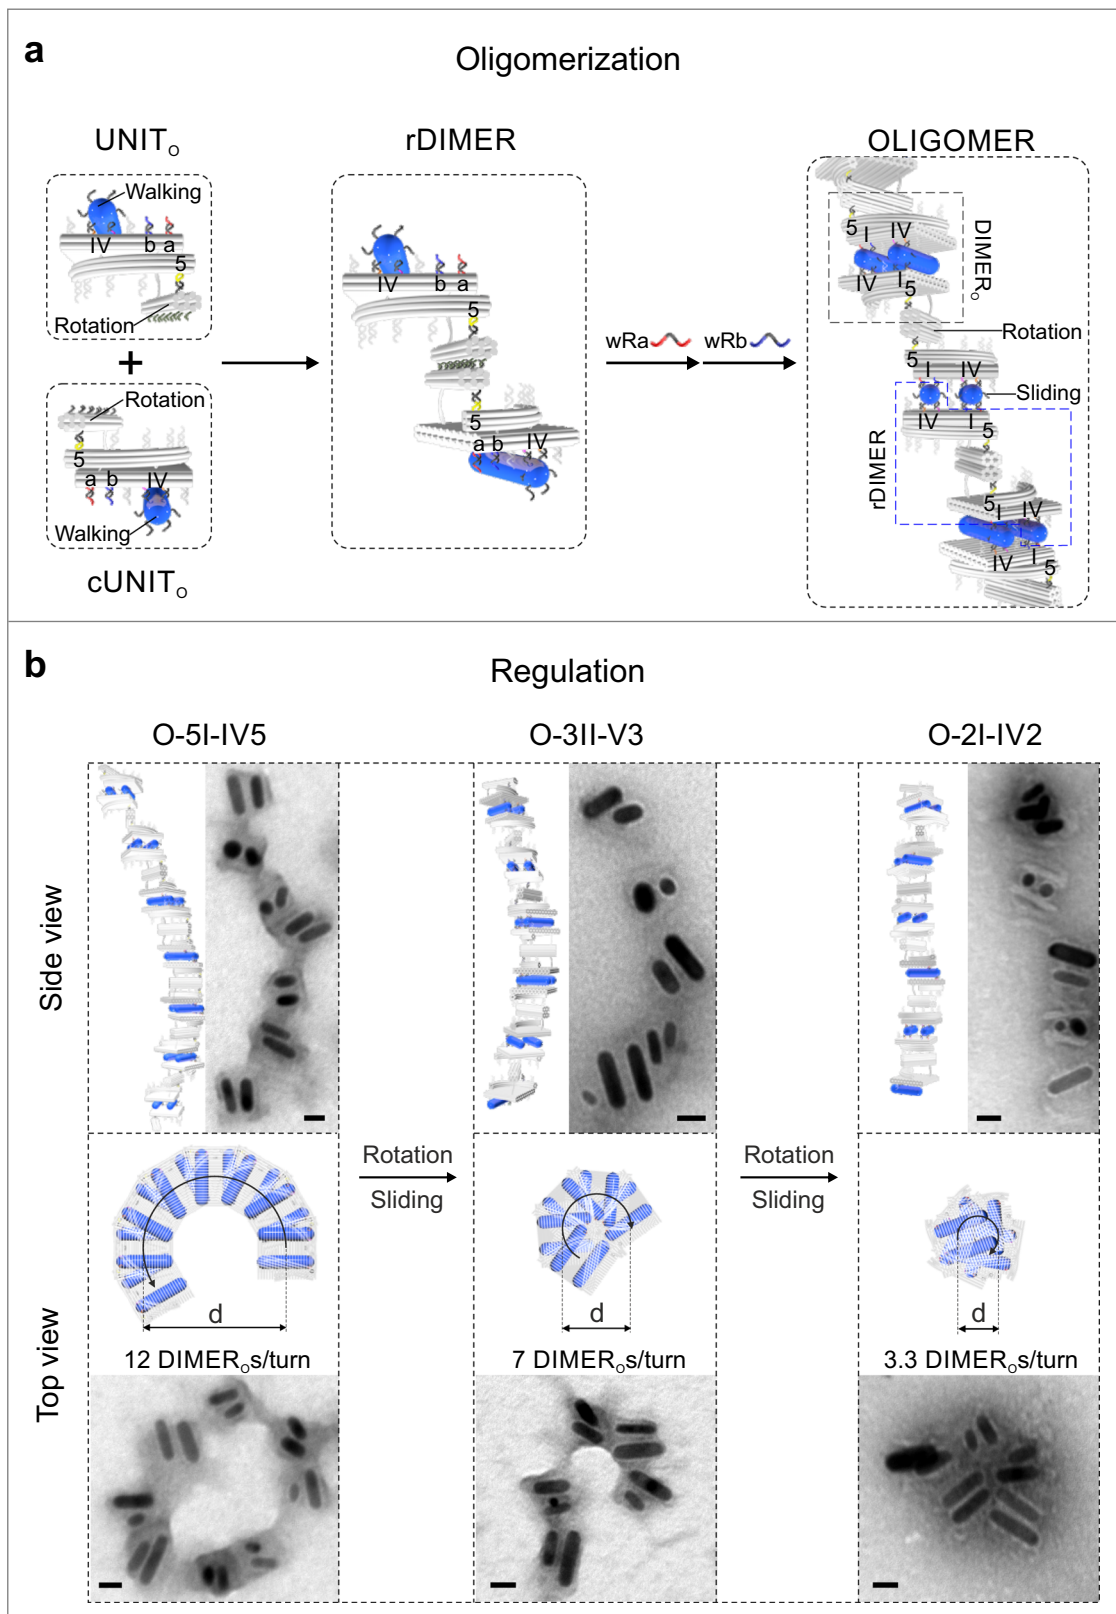 a
Oligomerization
UNITO
rDIMER
OLIGOMER
Walking
IV
b
a
5
Rotation
+
Rotation
5
a
b
IV
Walking
cUNITO
IV
b
a
5
5
a
b
IV
wRa
wRb
5
I
IV
I
5
DIMERO
Rotation
5
I
IV
Sliding
IV
I
5
rDIMER
5
I
IV
IV
I
5
b
Regulation
O-5I-IV5
O-3II-V3
O-2I-IV2
Side view
Top view
Rotation
Sliding
Rotation
Sliding
d
d
d
12 DIMEROs/turn
7 DIMEROs/turn
3.3 DIMEROs/turn